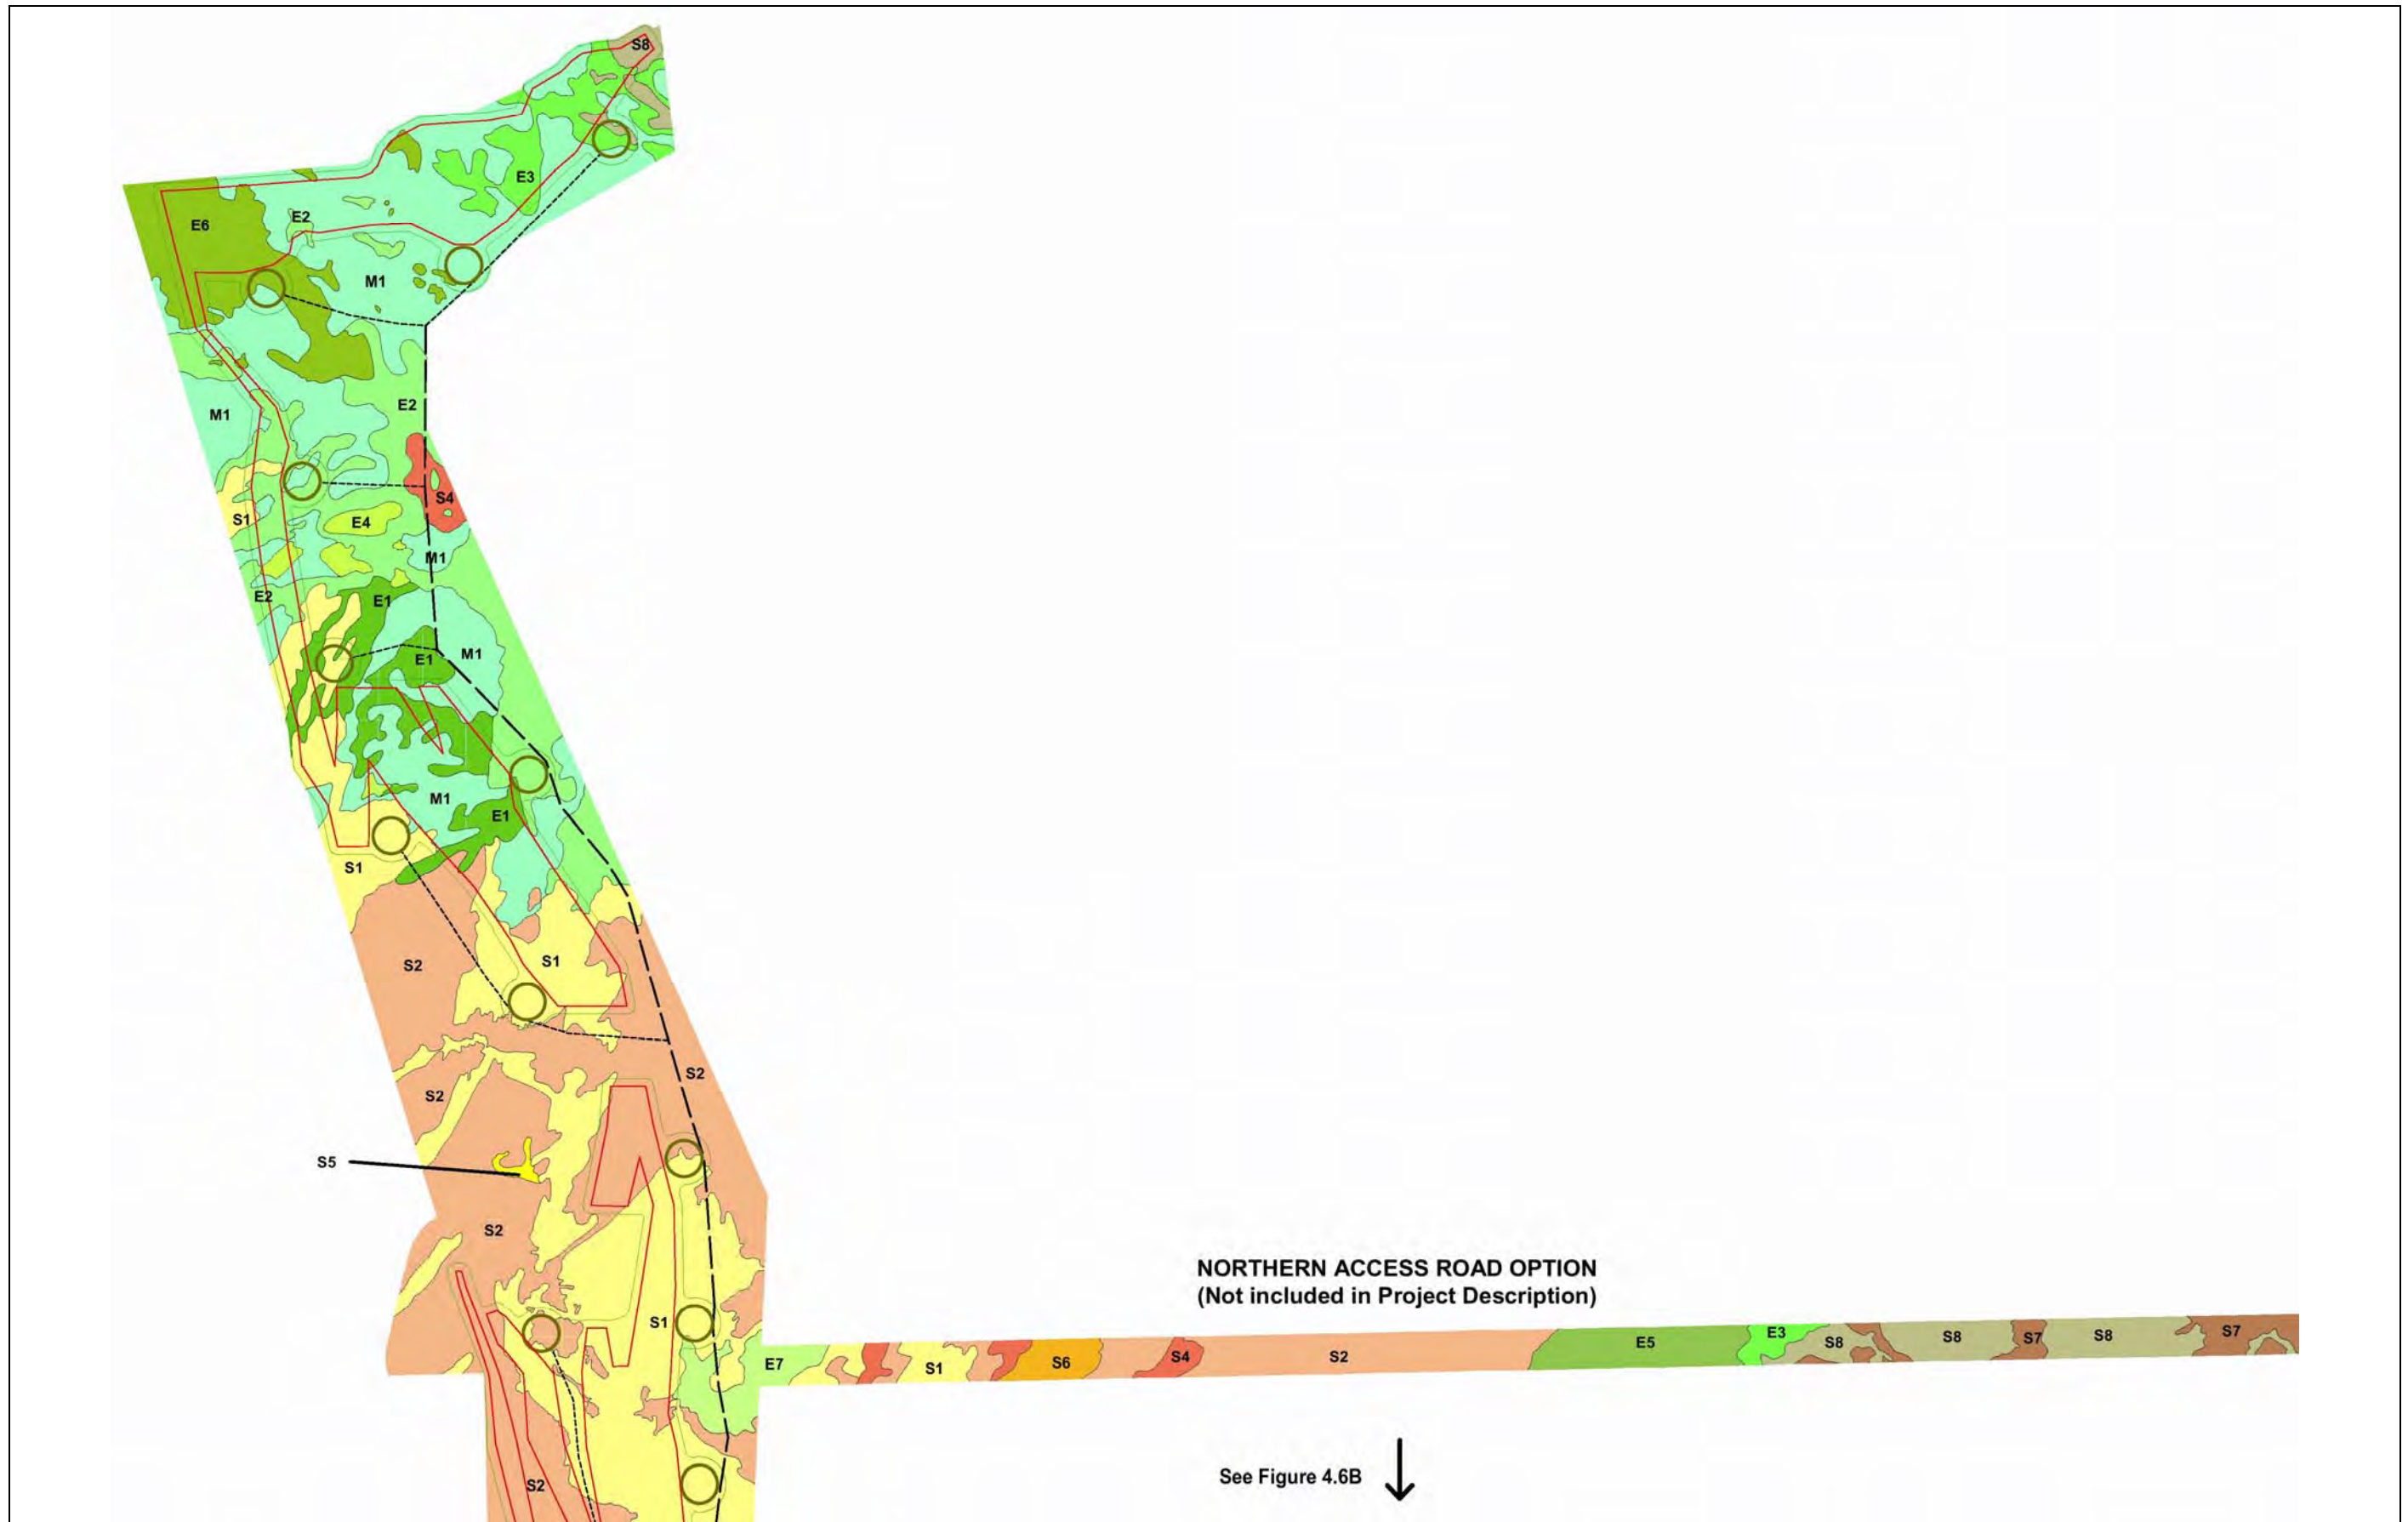 S8
E3
E6
E2
M1
E2
M1
S4
S1
E4
M1
E2
E1
E1
M1
M1
E1
S1
S1
S2
S2
S2
S5
S2
NORTHERN ACCESS ROAD OPTION
(Not included in Project Description)
S1
E7
S1
S6
S4
S2
E5
E3
S8
S8
S7
S8
S7
See Figure 4.6B
S2